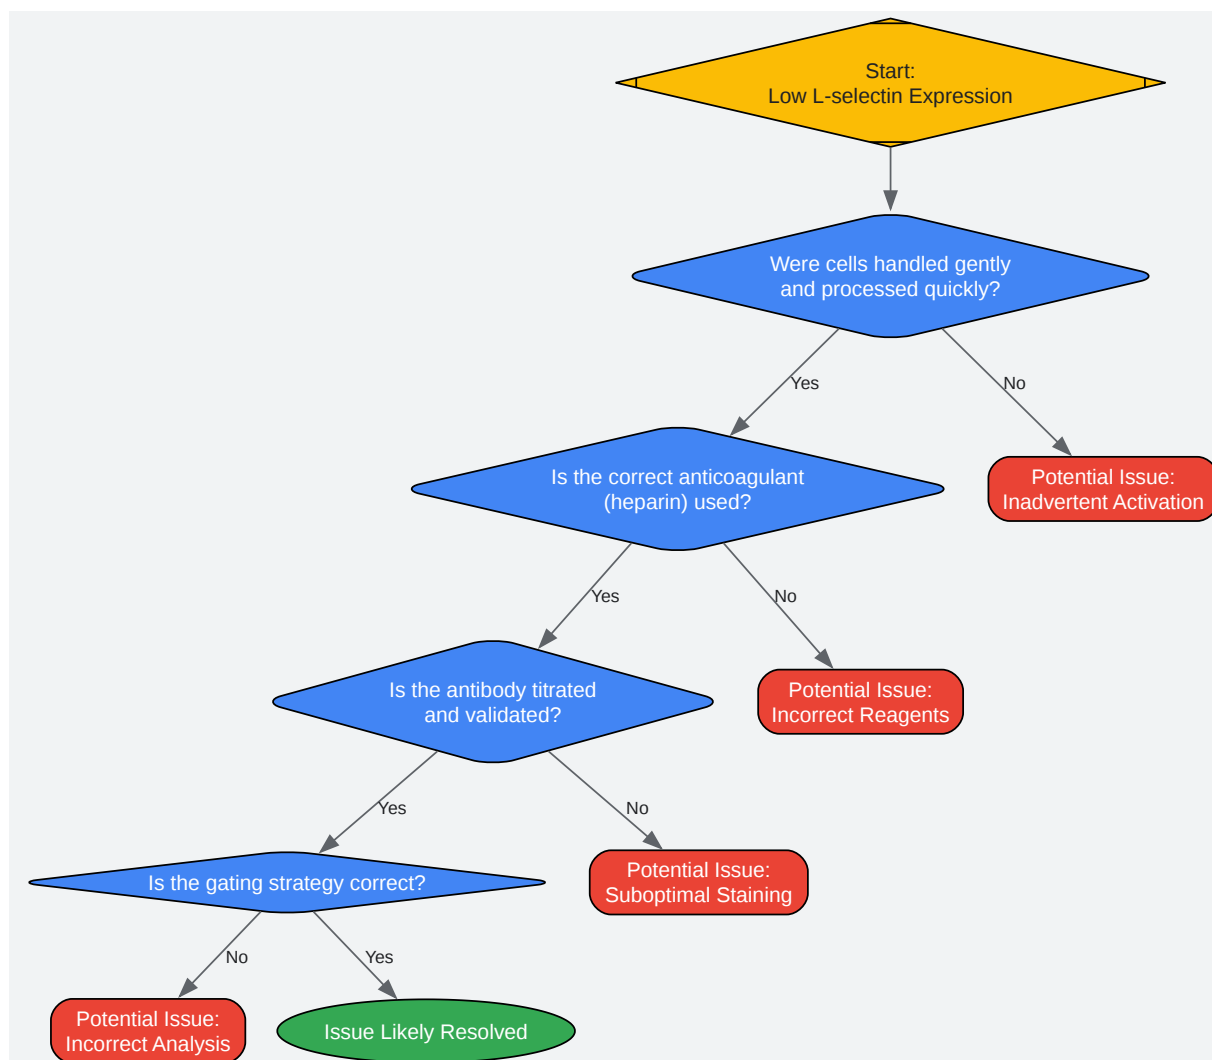 Start:
Low L-selectin Expression
Were cells handled gently
and processed quickly?
Yes
No
Is the correct anticoagulant
(heparin) used?
Potential Issue:
Inadvertent Activation
Yes
No
Is the antibody titrated
and validated?
Potential Issue:
Incorrect Reagents
Yes
No
Is the gating strategy correct?
Potential Issue:
Suboptimal Staining
No
Yes
Potential Issue:
Incorrect Analysis
Issue Likely Resolved